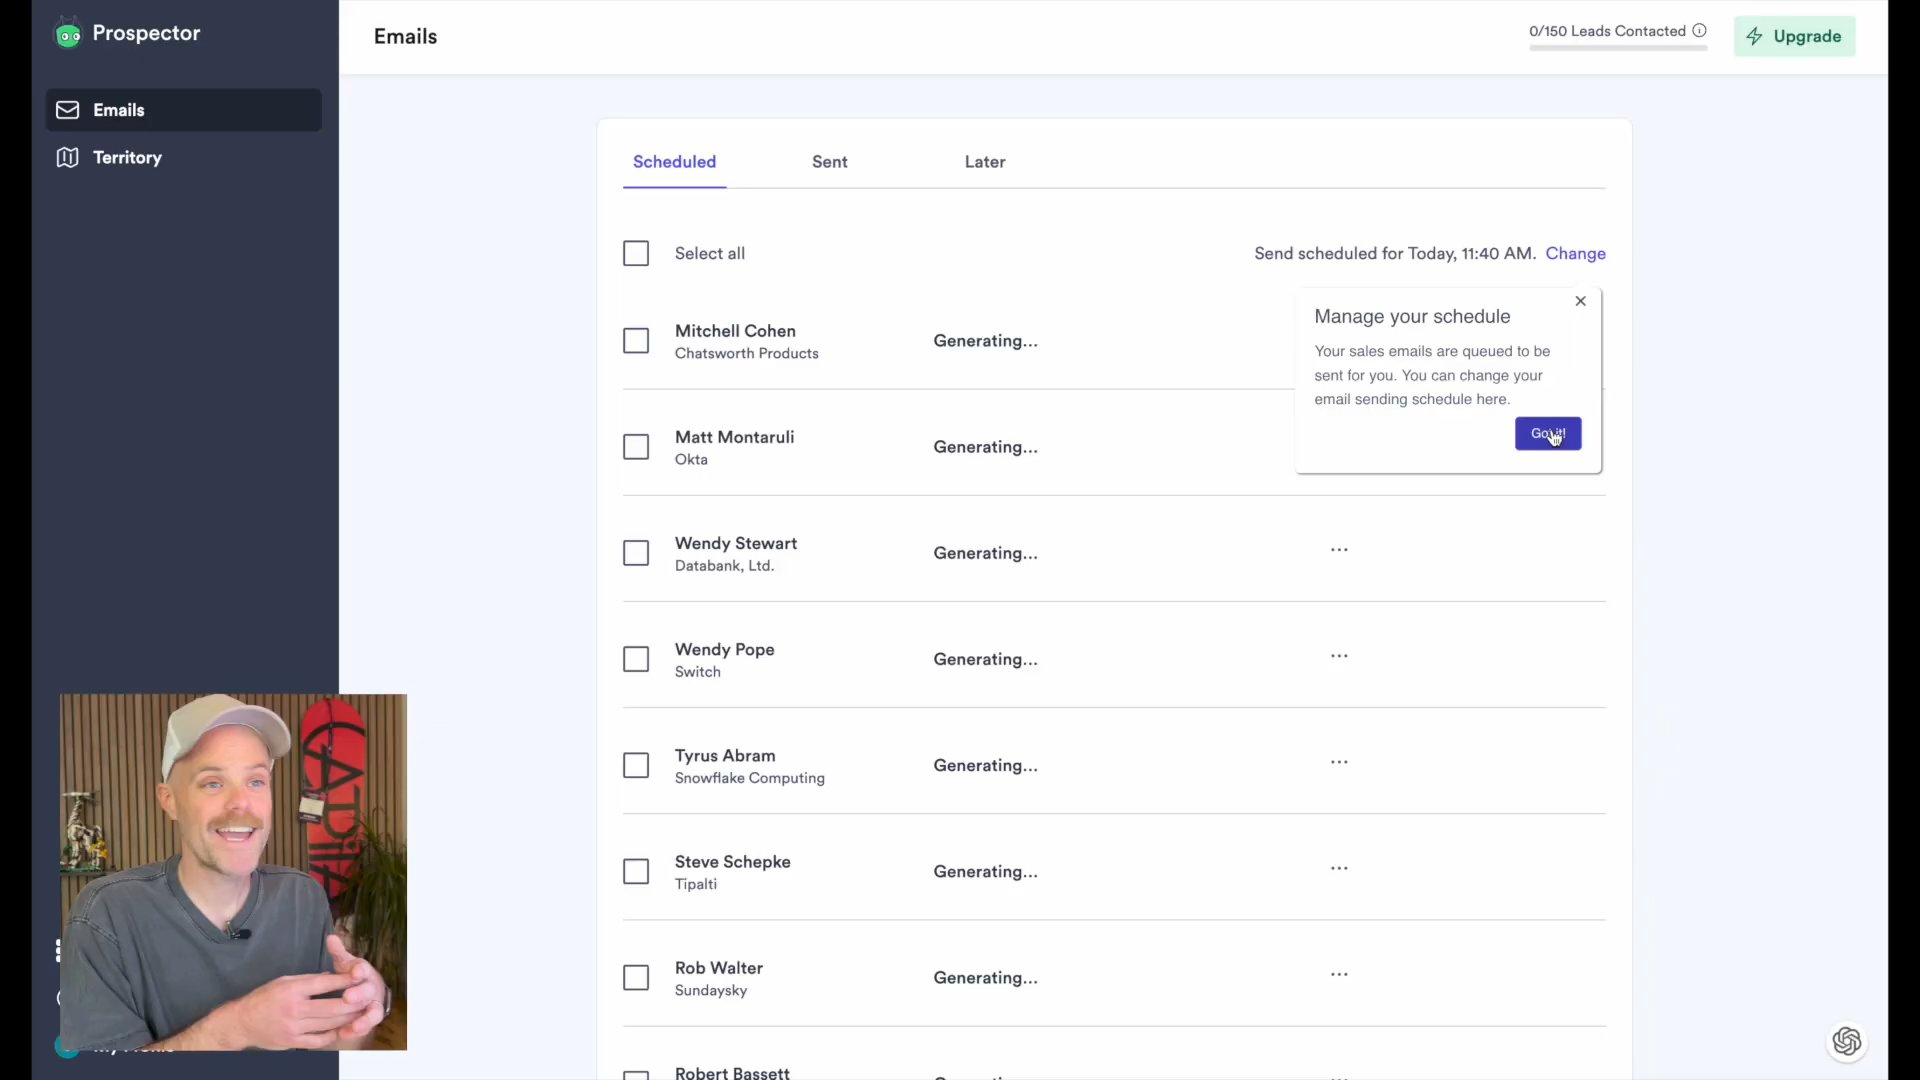 Prospector
Emails
Territory
Emails
0/150 Leads Contacted
Upgrade
Scheduled
Sent
Later
Select all
Send scheduled for Today, 11:40 AM. Change
Manage your schedule
Your sales emails are queued to be
sent for you. You can change your
email sending schedule here.
Got it!
Mitchell Cohen
Chatsworth Products
Generating...
Matt Montaruli
Okta
Generating...
Wendy Stewart
Databank, Ltd.
Generating...
Wendy Pope
Switch
Generating...
Tyrus Abram
Snowflake Computing
Generating...
Steve Schepke
Tipalti
Generating...
Rob Walter
Sundaysky
Generating...
Robert Bassett